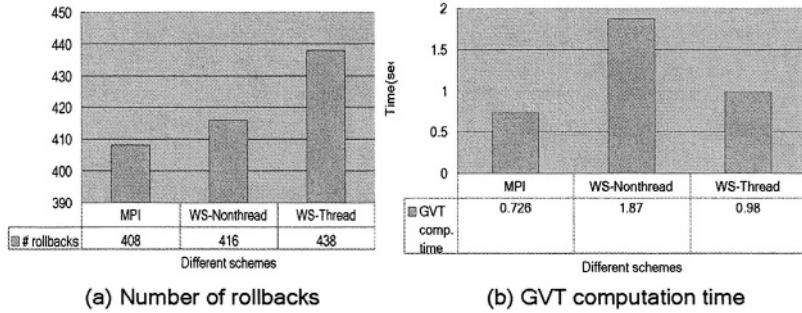 450
440
430
420
410
400
390
MPI WS-Nonthread WS-Thread
# rollbacks 408 416 438
Different schemes
(a) Number of rollbacks
2
1.5
1
0.5
0
Time(sec
MPI WS-Nonthread WS-Thread
GVT comp. time 0.726 1.87 0.98
Different schemes
(b) GVT computation time